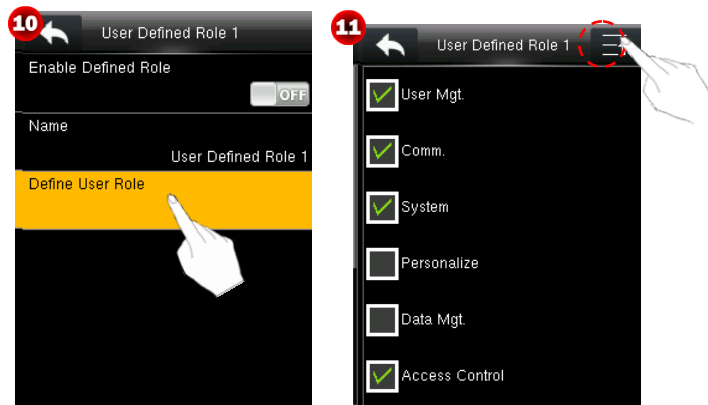 10
User Defined Role 1
Enable Defined Role
OFF
Name
User Defined Role 1
Define User Role
11
User Defined Role 1
User Mgt.
Comm.
System
Personalize
Data Mgt.
Access Control